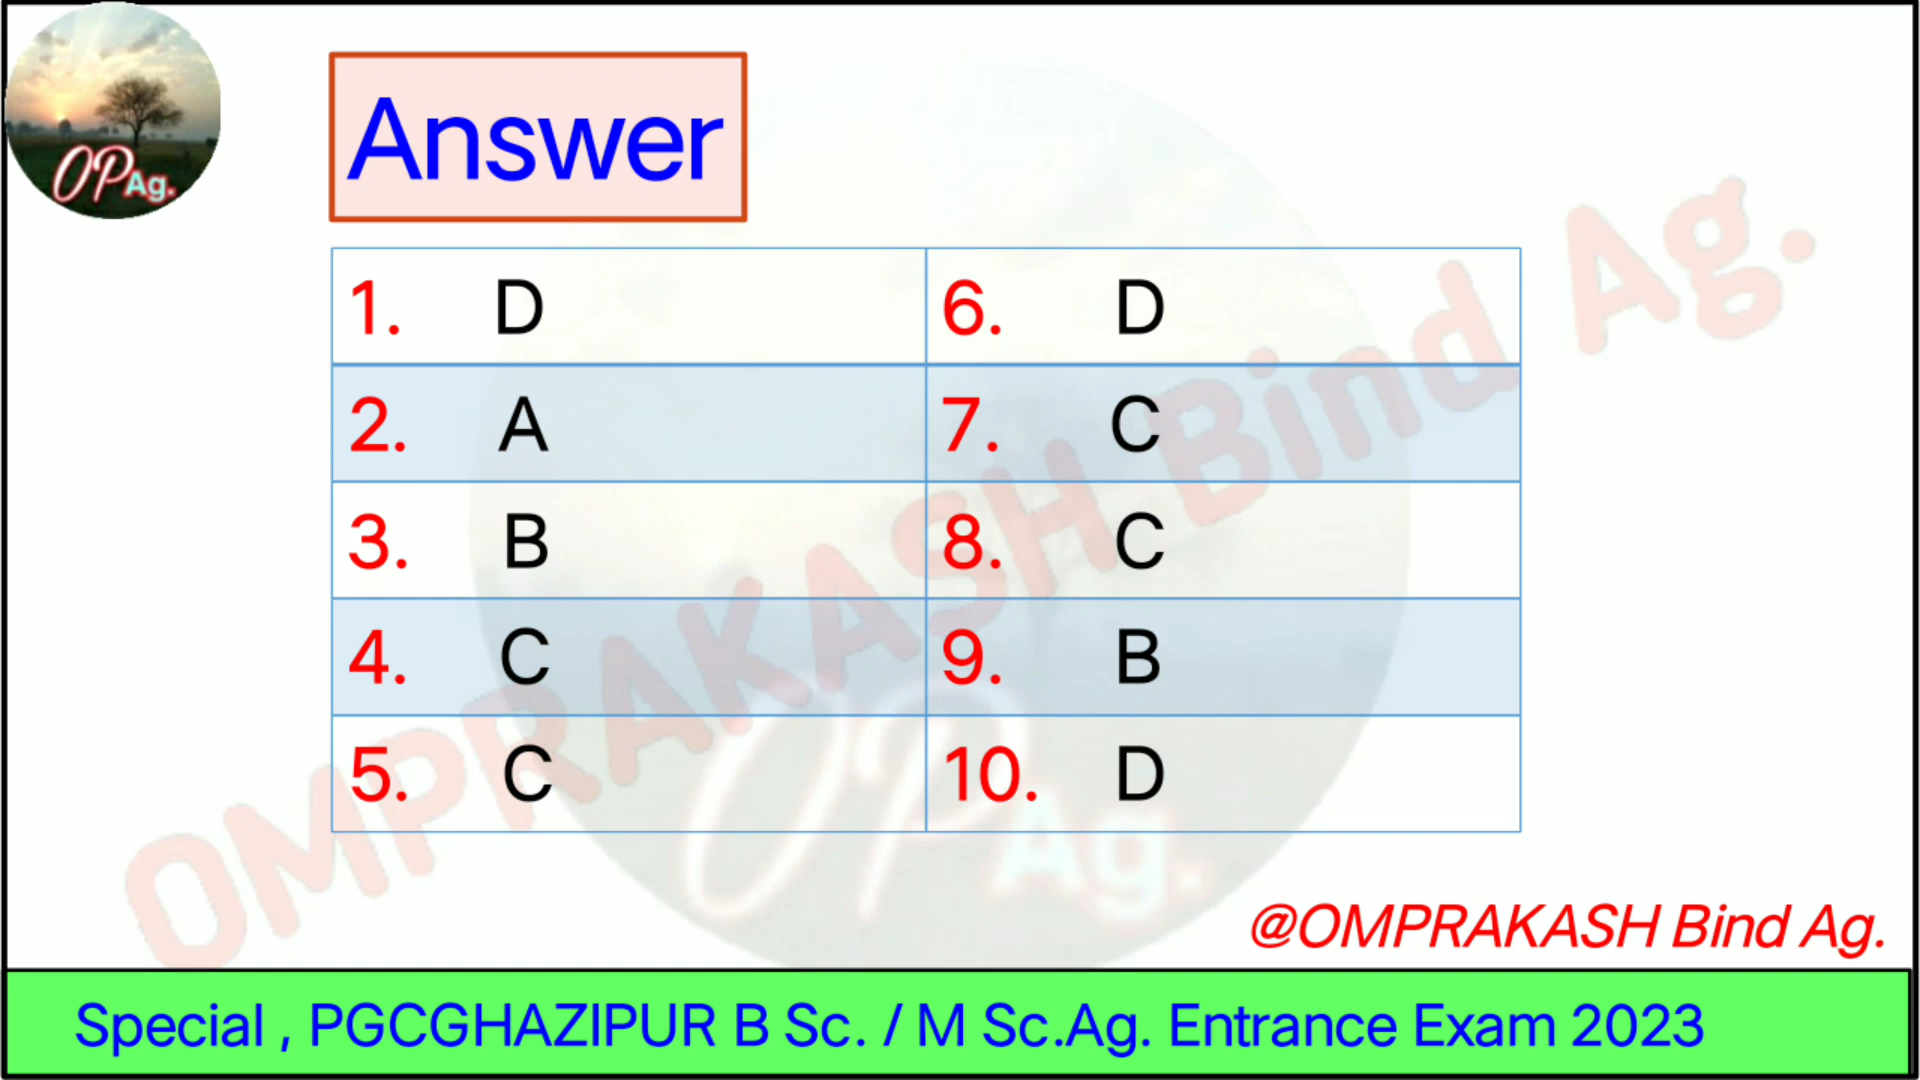 OPAg.
Answer
1. D 6. D
2. A 7. C
3. B 8. C
4. C 9. B
5. C 10. D
OMPRAKASH Bind Ag.
OPAg.
@OMPRAKASH Bind Ag.
Special , PGCGHAZIPUR B Sc. / M Sc.Ag. Entrance Exam 2023